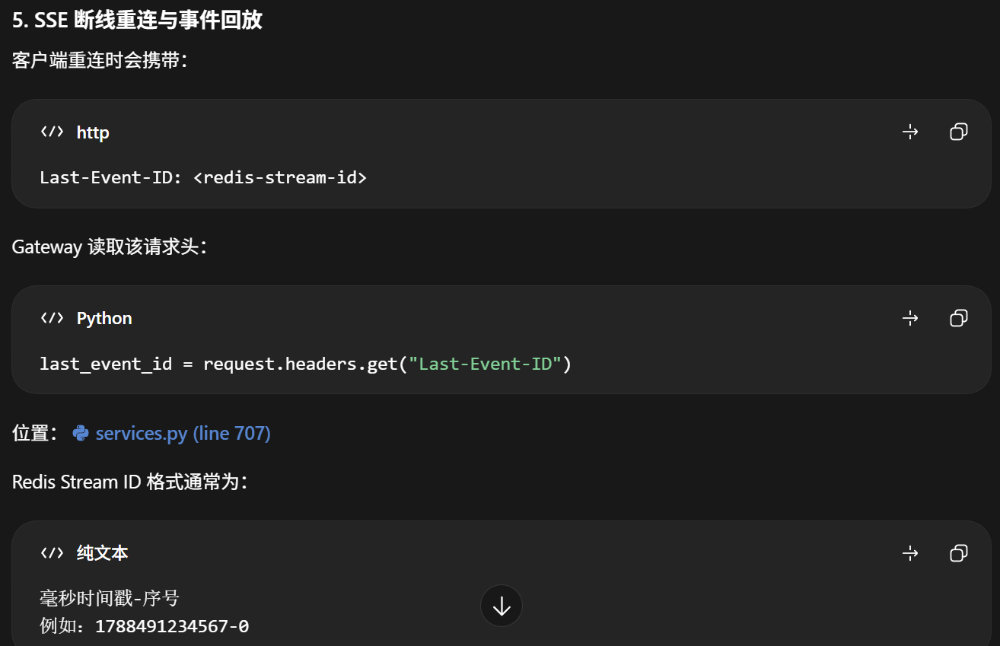 5. SSE 断线重连与事件回放
客户端重连时会携带：
http
Last-Event-ID: <redis-stream-id>
Gateway 读取该请求头：
Python
last_event_id = request.headers.get("Last-Event-ID")
位置： services.py (line 707)
Redis Stream ID 格式通常为：
纯文本
毫秒时间戳-序号
例如：1788491234567-0